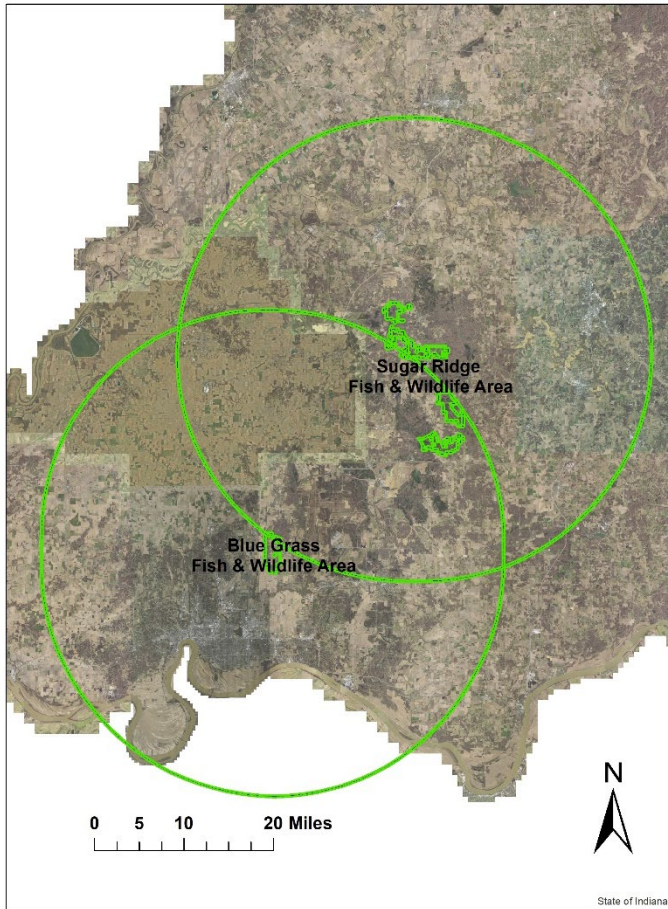 Sugar Ridge
Fish & Wildlife Area
Blue Grass
Fish & Wildlife Area
N
0 5 10 20 Miles
State of Indiana